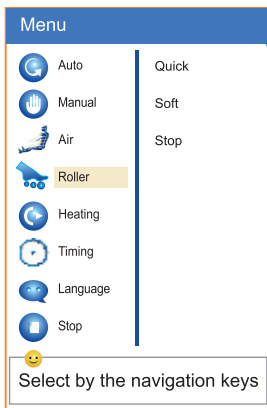 Menu
Auto
Manual
Air
Roller
Heating
Timing
Language
Stop
Quick
Soft
Stop
Select by the navigation keys